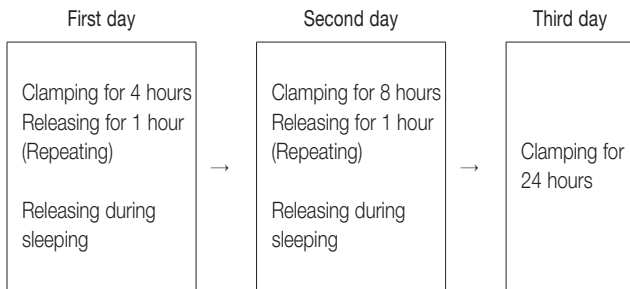 First day
Clamping for 4 hours
Releasing for 1 hour
(Repeating)
Releasing during
sleeping
→
Second day
Clamping for 8 hours
Releasing for 1 hour
(Repeating)
Releasing during
sleeping
→
Third day
Clamping for
24 hours